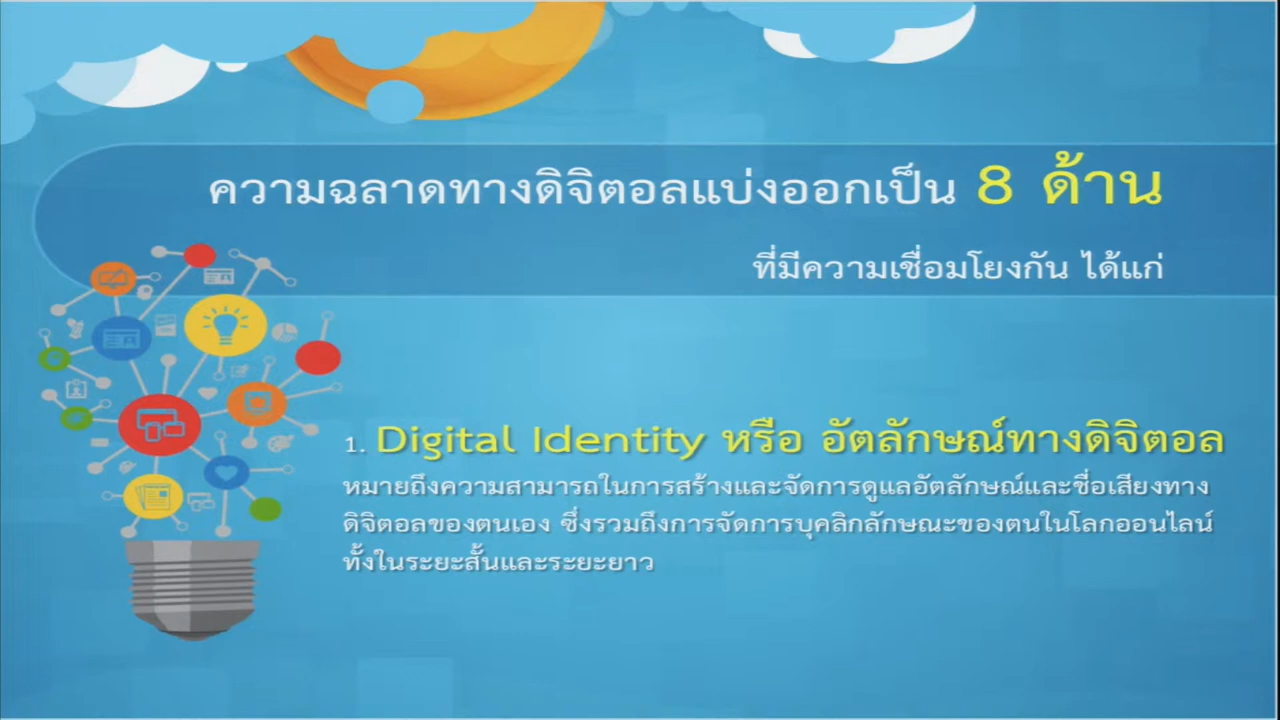 ความฉลาดทางดิจิตอลแบ่งออกเป็น 8 ด้าน
ที่มีความเชื่อมโยงกัน ได้แก่
1. Digital Identity หรือ อัตลักษณ์ทางดิจิตอล
หมายถึงความสามารถในการสร้างและจัดการดูแลอัตลักษณ์และชื่อเสียงทาง
ดิจิตอลของตนเอง ซึ่งรวมถึงการจัดการบุคลิกลักษณะของตนในโลกออนไลน์
ทั้งในระยะสั้นและระยะยาว